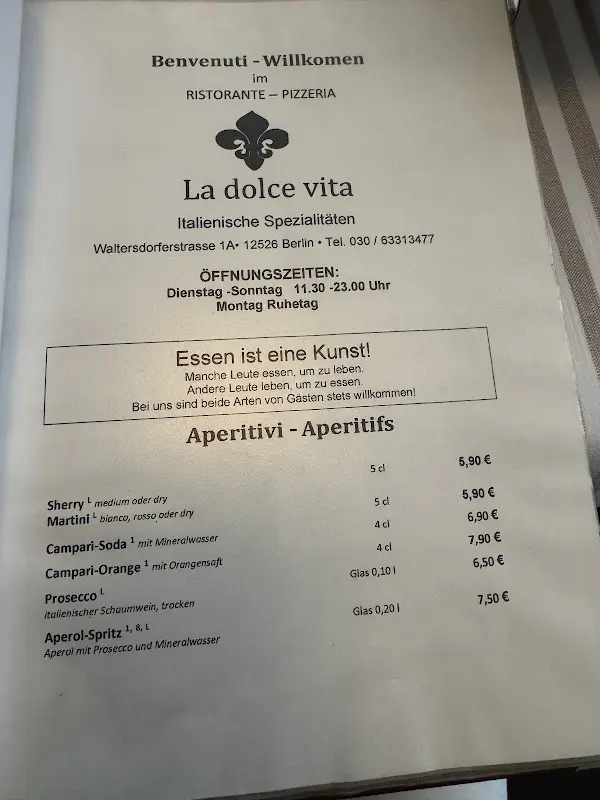 Benvenuti - Willkomen
im
RISTORANTE – PIZZERIA
La dolce vita
Italienische Spezialitäten
Waltersdorferstrasse 1A• 12526 Berlin • Tel. 030 / 63313477
ÖFFNUNGSZEITEN:
Dienstag -Sonntag 11.30 -23.00 Uhr
Montag Ruhetag
Essen ist eine Kunst!
Manche Leute essen, um zu leben.
Andere Leute leben, um zu essen.
Bei uns sind beide Arten von Gästen stets willkommen!
Aperitivi - Aperitifs
Sherry L medium oder dry 5 cl 5,90 €
Martini L bianco, rosso oder dry 5 cl 5,90 €
Campari-Soda 1 mit Mineralwasser 4 cl 6,90 €
Campari-Orange 1 mit Orangensaft 4 cl 7,90 €
Prosecco L Glas 0,10 l 6,50 €
italienischer Schaumwein, trocken
Aperol-Spritz 1, 8, L Glas 0,20 l 7,50 €
Aperol mit Prosecco und Mineralwasser